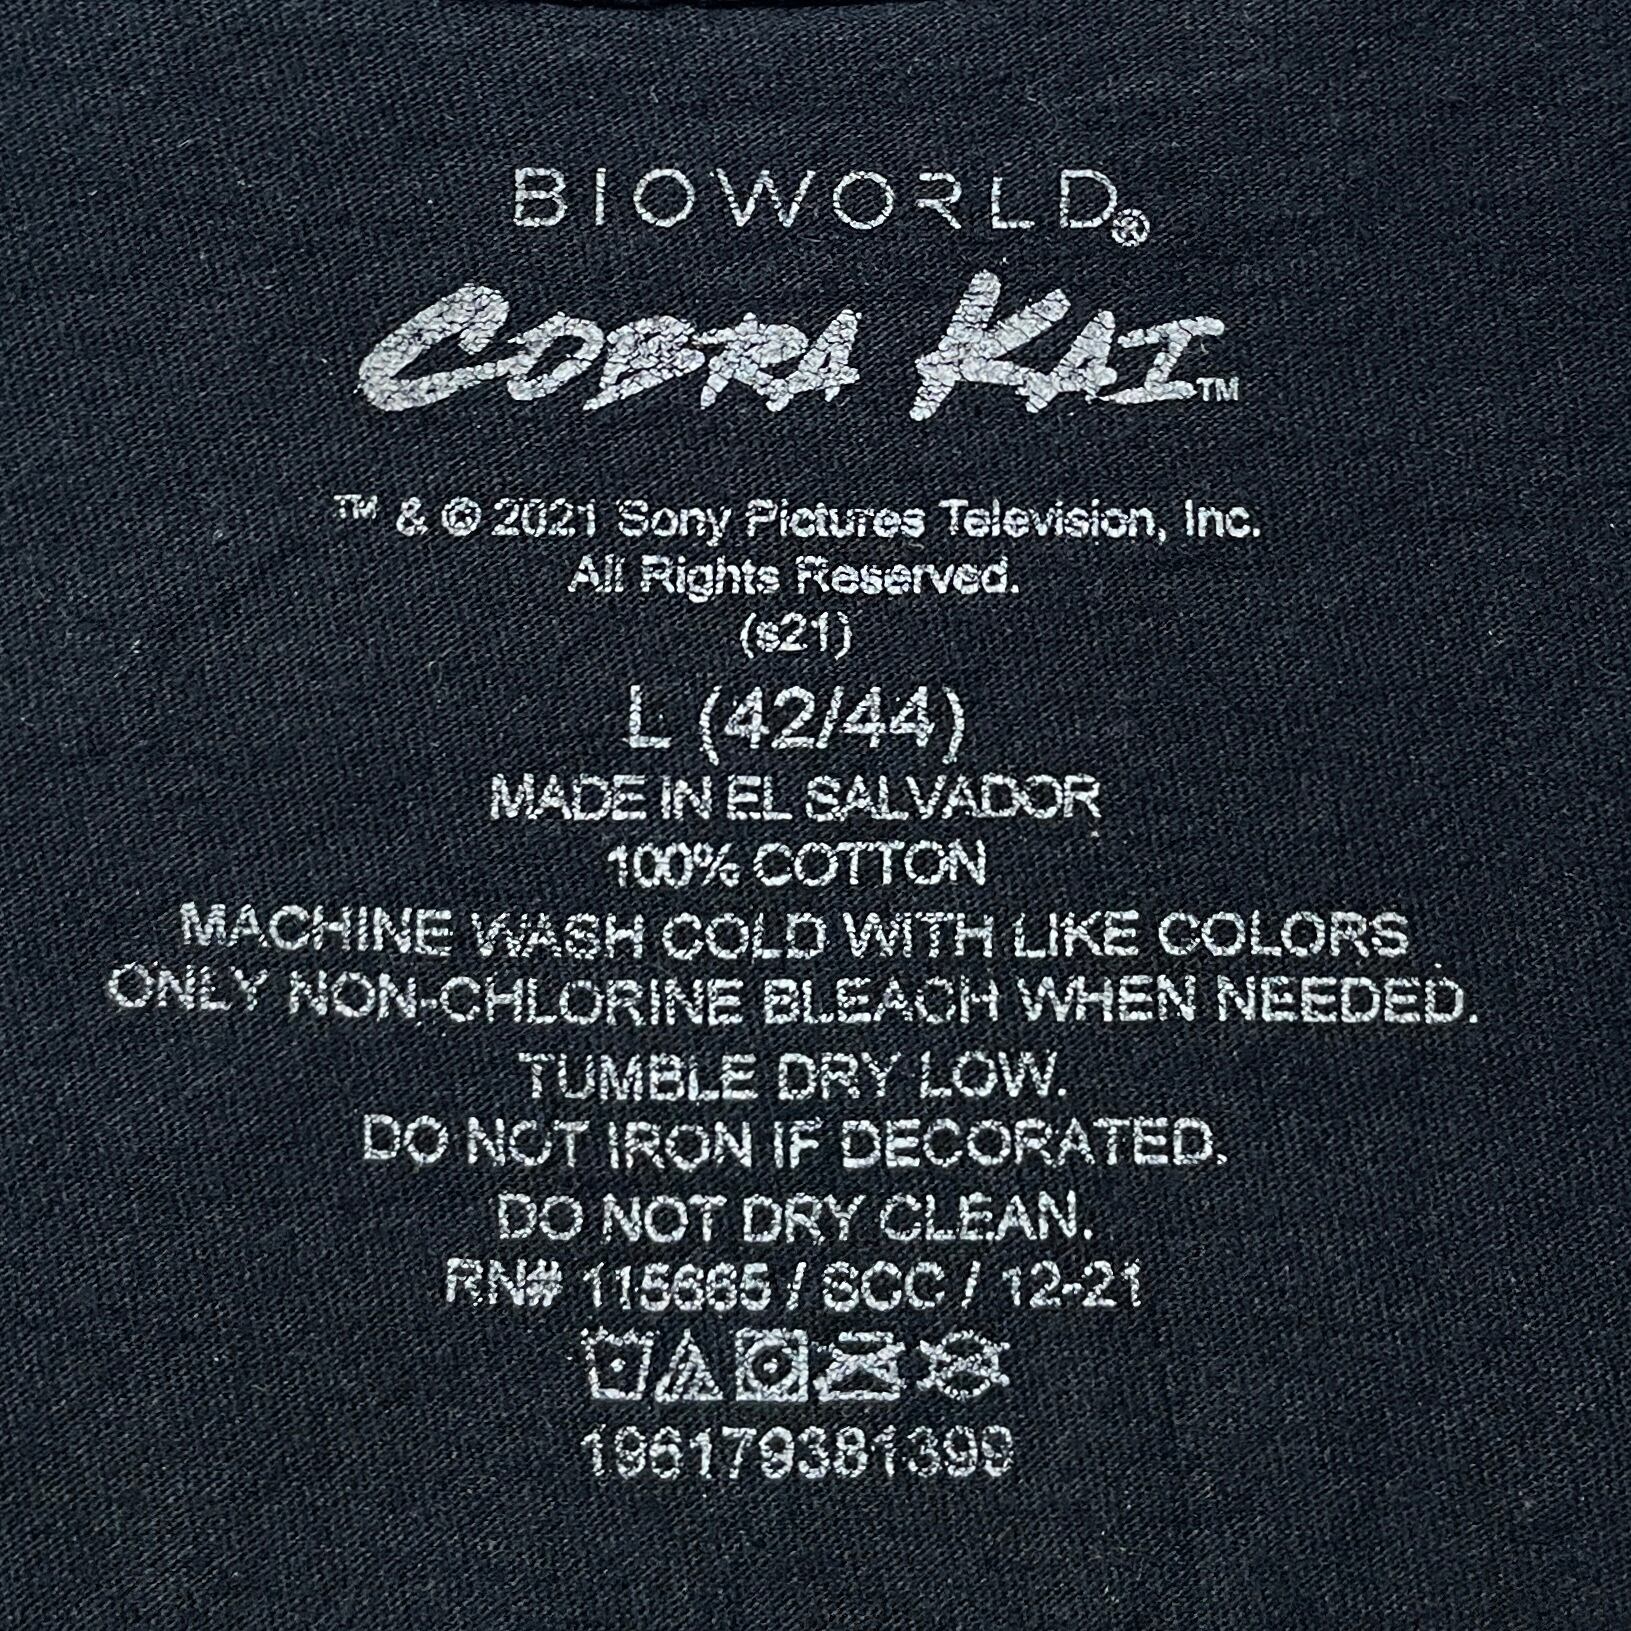 BIOWORLD®
COBRA KAI™
™ & © 2021 Sony Pictures Television, Inc.
All Rights Reserved.
(s21)
L (42/44)
MADE IN EL SALVADOR
100% COTTON
MACHINE WASH COLD WITH LIKE COLORS
ONLY NON-CHLORINE BLEACH WHEN NEEDED.
TUMBLE DRY LOW.
DO NOT IRON IF DECORATED.
DO NOT DRY CLEAN.
RN# 115665 / SCC / 12-21
196179381399